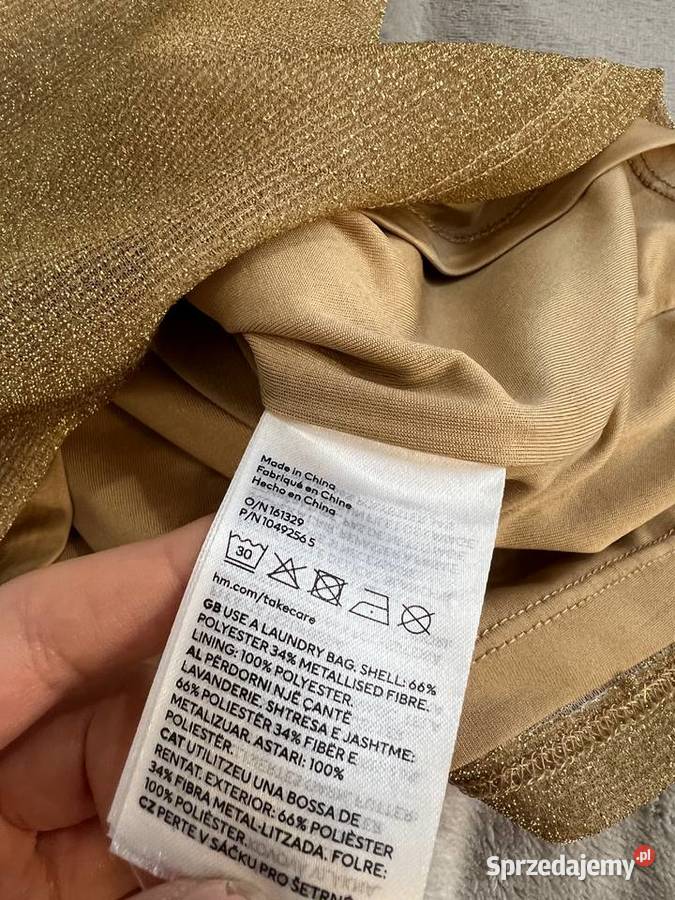 Made in China
Fabriqué en Chine
Hecho en China
O/N 161329
P/N 1049256 5
30
hm.com/takecare
GB USE A LAUNDRY BAG. SHELL: 66%
POLYESTER 34% METALLISED FIBRE.
LINING: 100% POLYESTER.
AL PËRDORNI NJË ÇANTË
LAVANDERIE. SHTRESA E JASHTME:
66% POLIESTËR 34% FIBËR E
METALIZUAR. ASTARI: 100%
POLIESTËR.
CAT UTILITZEU UNA BOSSA DE
RENTAT. EXTERIOR: 66% POLIÈSTER
34% FIBRA METAL·LITZADA. FOLRE:
100% POLIÈSTER.
CZ PERTE V SÁČKU PRO ŠETRNÉ
Sprzedajemy.pl